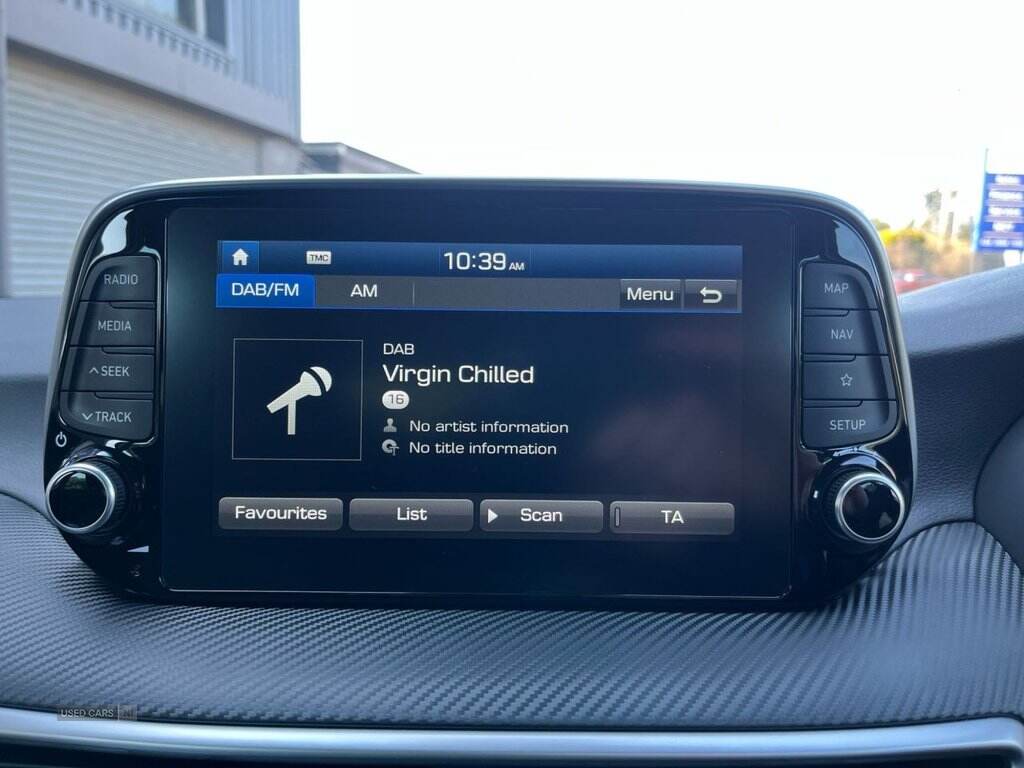 TMC
10:39 AM
DAB/FM
AM
Menu
DAB
Virgin Chilled
16
No artist information
No title information
Favourites
List
Scan
TA
RADIO
MEDIA
SEEK
TRACK
MAP
NAV
SETUP
USED CARS NI